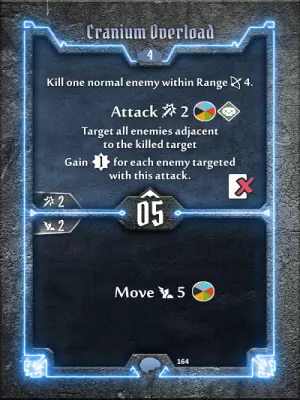 Cranium Overload
4
Kill one normal enemy within Range 4.
Attack 2
Target all enemies adjacent
to the killed target
Gain 1 for each enemy targeted
with this attack.
2
05
2
Move 5
164